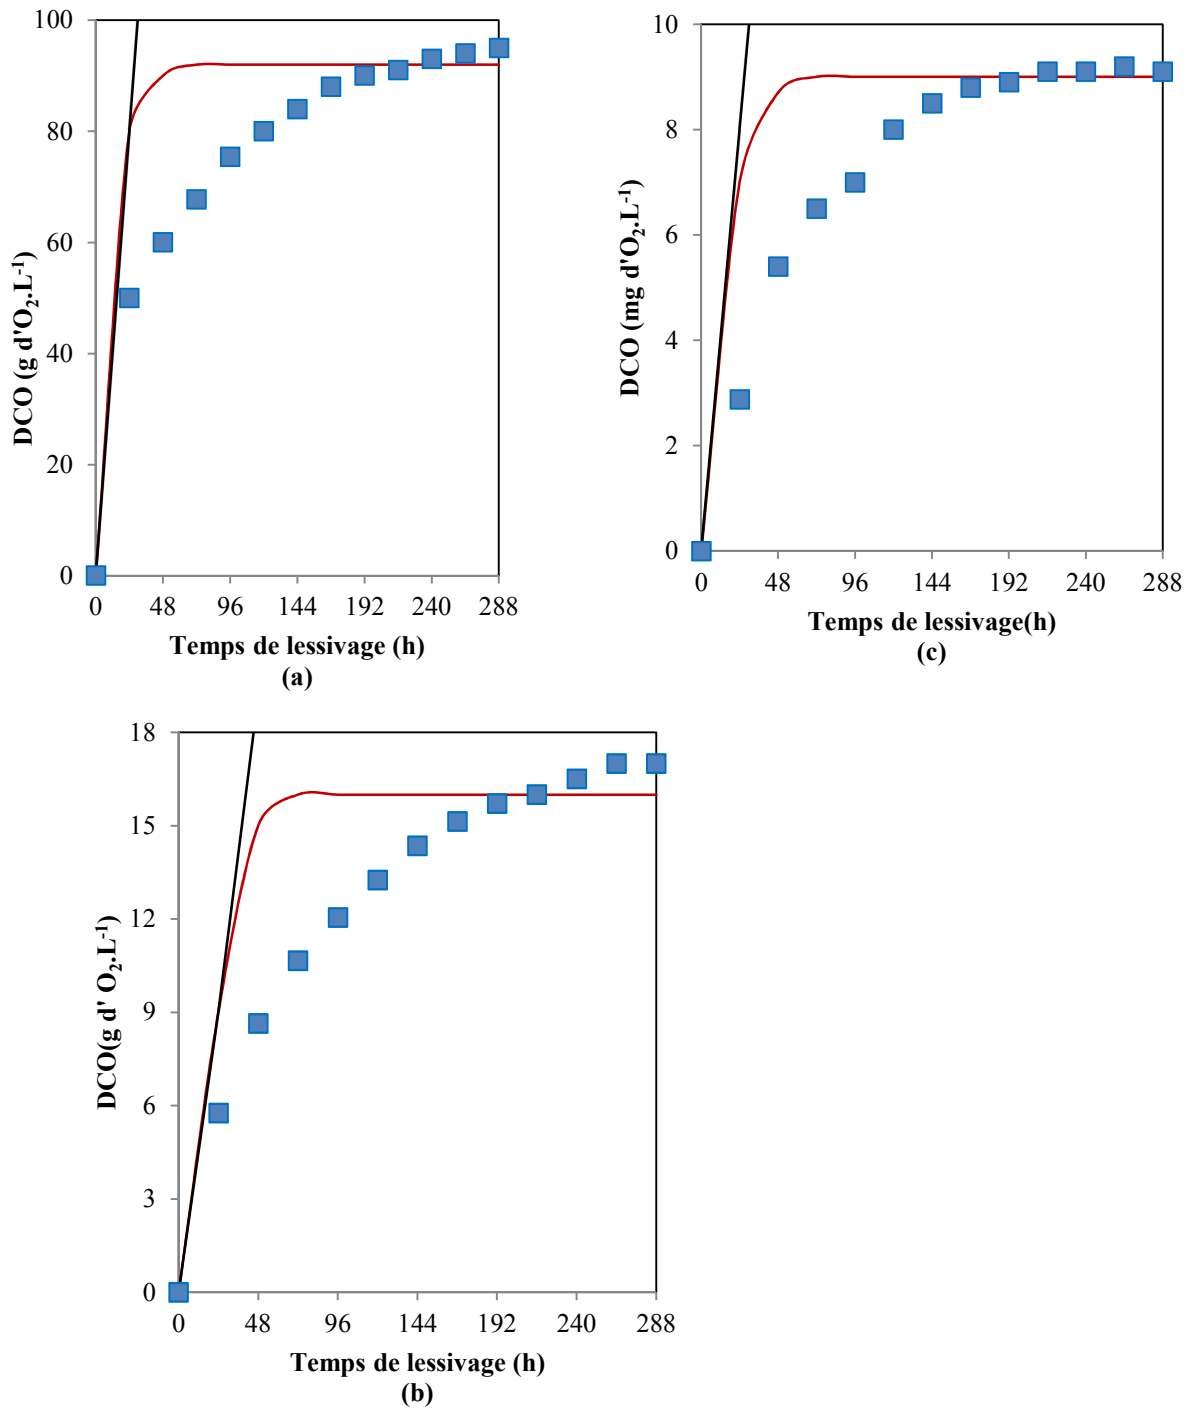 DCO (g d'O₂.L⁻¹)
100
80
60
40
20
0
0 48 96 144 192 240 288
Temps de lessivage (h)
(a)
DCO (mg d'O₂.L⁻¹)
10
8
6
4
2
0
0 48 96 144 192 240 288
Temps de lessivage(h)
(c)
DCO(g d' O₂.L⁻¹)
18
15
12
9
6
3
0
0 48 96 144 192 240 288
Temps de lessivage (h)
(b)